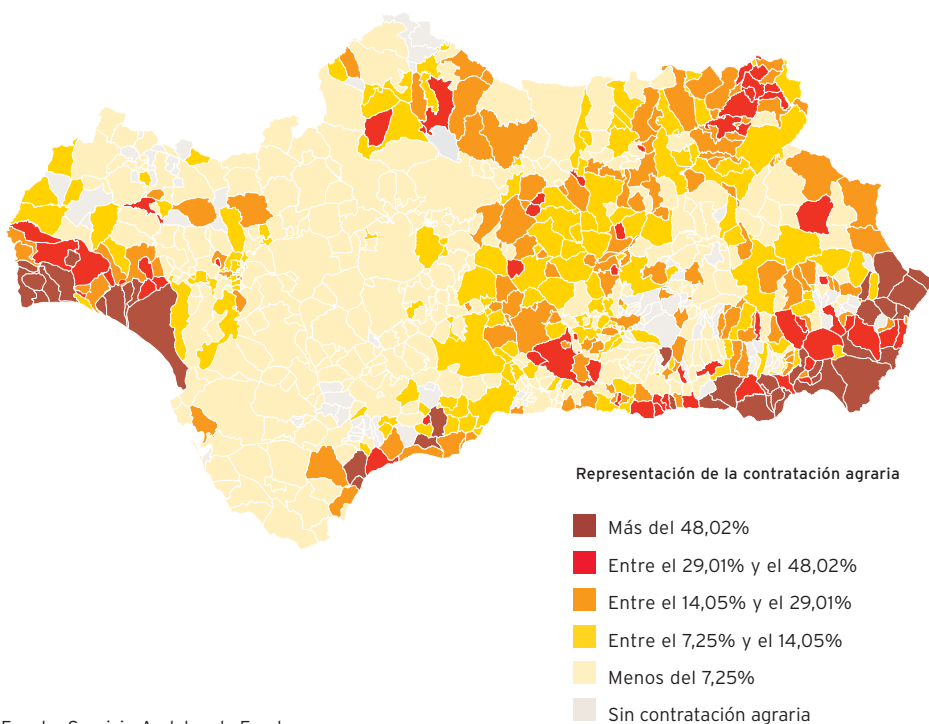 Representación de la contratación agraria
Más del 48,02%
Entre el 29,01% y el 48,02%
Entre el 14,05% y el 29,01%
Entre el 7,25% y el 14,05%
Menos del 7,25%
Sin contratación agraria